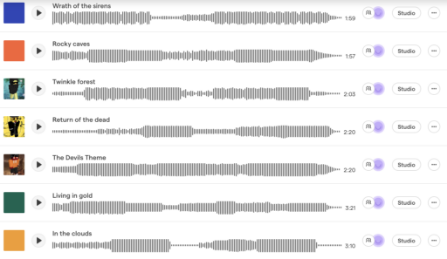 Wrath of the sirens
1:59
Studio
Rocky caves
1:57
Studio
Twinkle forest
2:03
Studio
Return of the dead
2:20
Studio
The Devils Theme
2:20
Studio
Living in gold
3:21
Studio
In the clouds
3:10
Studio